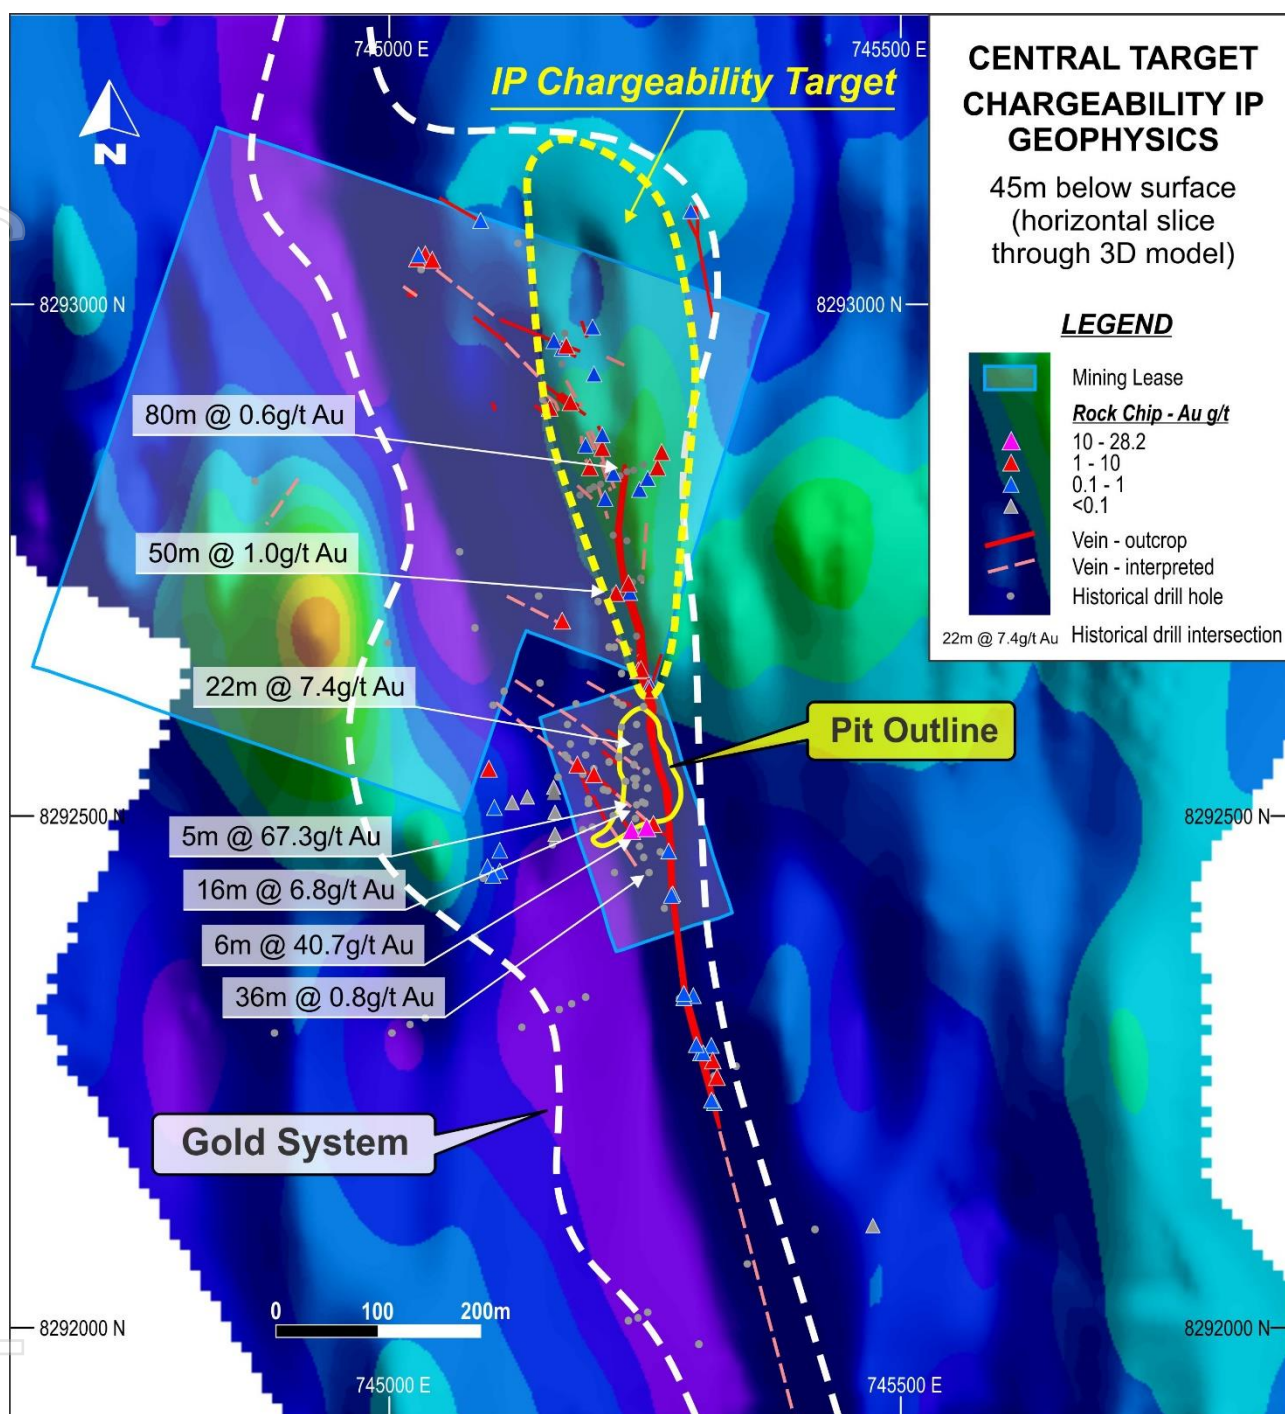 745000 E
745500 E
IP Chargeability Target
N
8293000 N
8293000 N
80m @ 0.6g/t Au
50m @ 1.0g/t Au
22m @ 7.4g/t Au
Pit Outline
8292500 N
8292500 N
5m @ 67.3g/t Au
16m @ 6.8g/t Au
6m @ 40.7g/t Au
36m @ 0.8g/t Au
Gold System
0 100 200m
8292000 N
8292000 N
745000 E
745500 E
CENTRAL TARGET
CHARGEABILITY IP
GEOPHYSICS
45m below surface
(horizontal slice
through 3D model)
LEGEND
Mining Lease
Rock Chip - Au g/t
10 - 28.2
1 - 10
0.1 - 1
<0.1
Vein - outcrop
Vein - interpreted
Historical drill hole
22m @ 7.4g/t Au Historical drill intersection